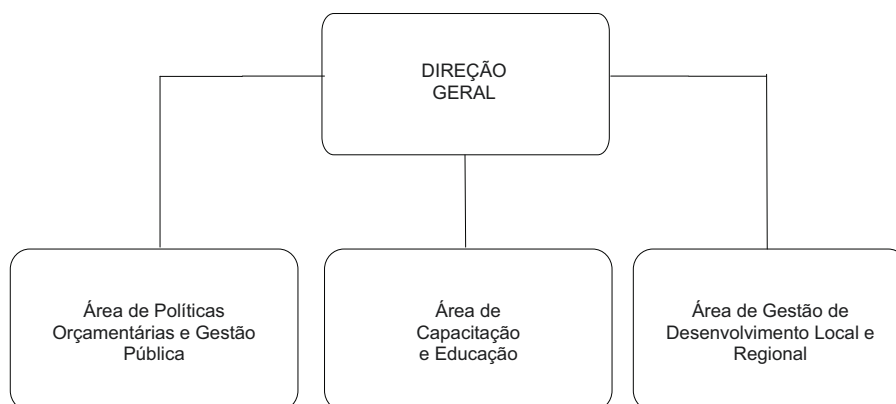 DIREÇÃO
GERAL
Área de Políticas
Orçamentárias e Gestão
Pública
Área de
Capacitação
e Educação
Área de Gestão de
Desenvolvimento Local e
Regional